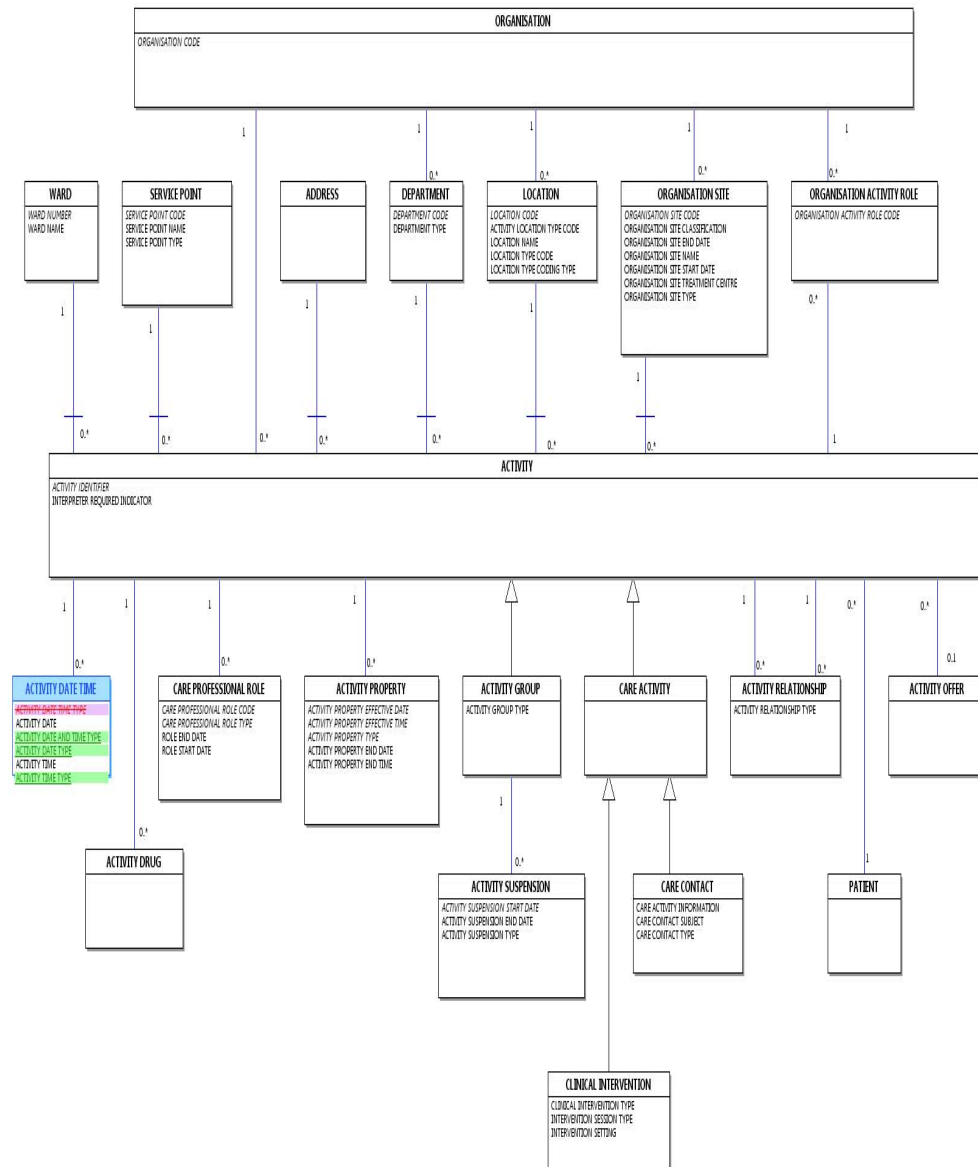 ORGANISATION
ORGANISATION CODE
1
1
1
1
1
0..*
0..*
0..*
0..*
WARD
WARD NUMBER
WARD NAME
SERVICE POINT
SERVICE POINT CODE
SERVICE POINT NAME
SERVICE POINT TYPE
ADDRESS
DEPARTMENT
DEPARTMENT CODE
DEPARTMENT TYPE
LOCATION
LOCATION CODE
ACTIVITY LOCATION TYPE CODE
LOCATION NAME
LOCATION TYPE CODE
LOCATION TYPE CODING TYPE
ORGANISATION SITE
ORGANISATION SITE CODE
ORGANISATION SITE CLASSIFICATION
ORGANISATION SITE END DATE
ORGANISATION SITE NAME
ORGANISATION SITE START DATE
ORGANISATION SITE TREATMENT CENTRE
ORGANISATION SITE TYPE
ORGANISATION ACTIVITY ROLE
ORGANISATION ACTIVITY ROLE CODE
1
1
1
1
1
1
0..*
0..*
0..*
0..*
0..*
0..*
0..*
0..*
1
ACTIVITY
ACTIVITY IDENTIFIER
INTERPRETER REQUIRED INDICATOR
1
1
1
1
1
1
0..*
0..*
0..*
0..*
0..*
0..*
0..*
0..1
ACTIVITY DATE TIME
ACTIVITY DATE TIME TYPE
ACTIVITY DATE
ACTIVITY DATE AND TIME TYPE
ACTIVITY DATE TYPE
ACTIVITY TIME
ACTIVITY TIME TYPE
CARE PROFESSIONAL ROLE
CARE PROFESSIONAL ROLE CODE
CARE PROFESSIONAL ROLE TYPE
ROLE END DATE
ROLE START DATE
ACTIVITY PROPERTY
ACTIVITY PROPERTY EFFECTIVE DATE
ACTIVITY PROPERTY EFFECTIVE TIME
ACTIVITY PROPERTY TYPE
ACTIVITY PROPERTY END DATE
ACTIVITY PROPERTY END TIME
ACTIVITY GROUP
ACTIVITY GROUP TYPE
CARE ACTIVITY
ACTIVITY RELATIONSHIP
ACTIVITY RELATIONSHIP TYPE
ACTIVITY OFFER
0..*
1
0..*
1
ACTIVITY DRUG
ACTIVITY SUSPENSION
ACTIVITY SUSPENSION START DATE
ACTIVITY SUSPENSION END DATE
ACTIVITY SUSPENSION TYPE
CARE CONTACT
CARE ACTIVITY INFORMATION
CARE CONTACT SUBJECT
CARE CONTACT TYPE
PATIENT
CLINICAL INTERVENTION
CLINICAL INTERVENTION TYPE
INTERVENTION SESSION TYPE
INTERVENTION SETTING